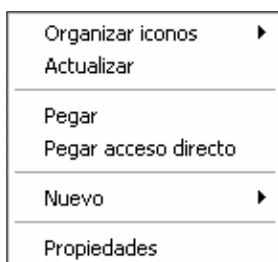 Organizar iconos
Actualizar
Pegar
Pegar acceso directo
Nuevo
Propiedades